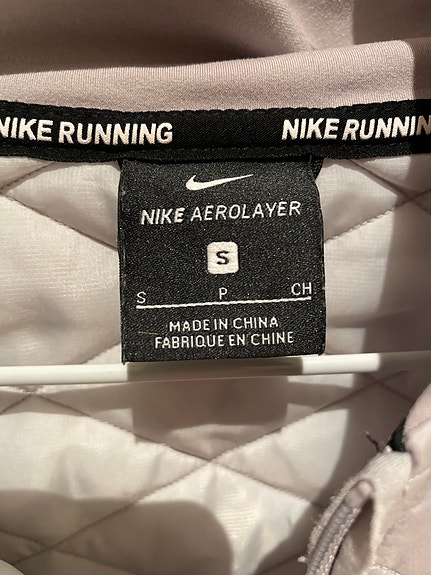 NIKE RUNNING NIKE RUNNIN
NIKE AEROLAYER
S
S P CH
MADE IN CHINA
FABRIQUE EN CHINE